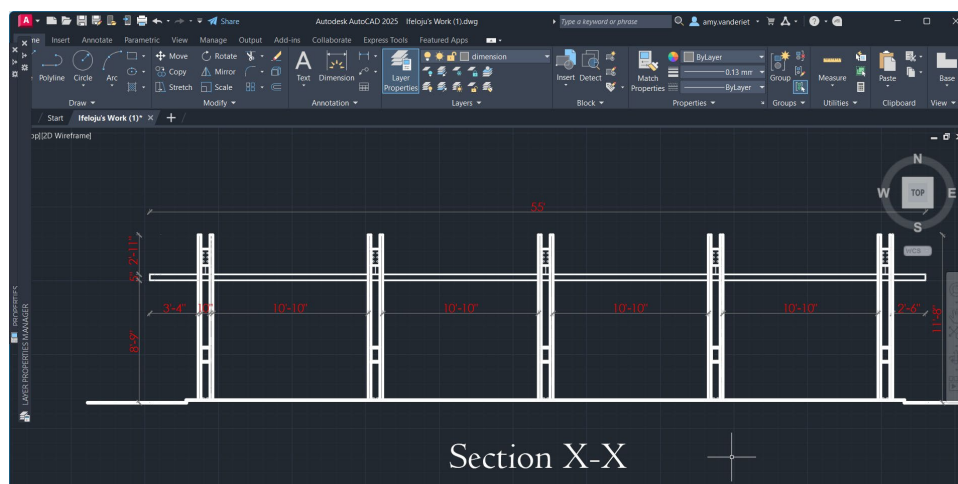 A
Share
Autodesk AutoCAD 2025 Ifeloju's Work (1).dwg
Type a keyword or phrase
amy.vanderiet
Insert Annotate Parametric View Manage Output Add-ins Collaborate Express Tools Featured Apps
Polyline Circle Arc
Move Rotate
Copy Mirror
Stretch Scale
Text Dimension
Layer Properties
dimension
Insert Detect
Match Properties
ByLayer
0.13 mm
ByLayer
Group
Measure
Paste
Base
Draw Modify Annotation Layers Block Properties Groups Utilities Clipboard View
Start Ifeloju's Work (1)* +
[2D Wireframe]
N
W TOP E
S
WCS
55'
2'-11"
3'-4" 10'-10" 10'-10" 10'-10" 10'-10" 2'-6"
8'-9"
11'-8"
PROPERTIES
LAYER PROPERTIES MANAGER
Section X-X